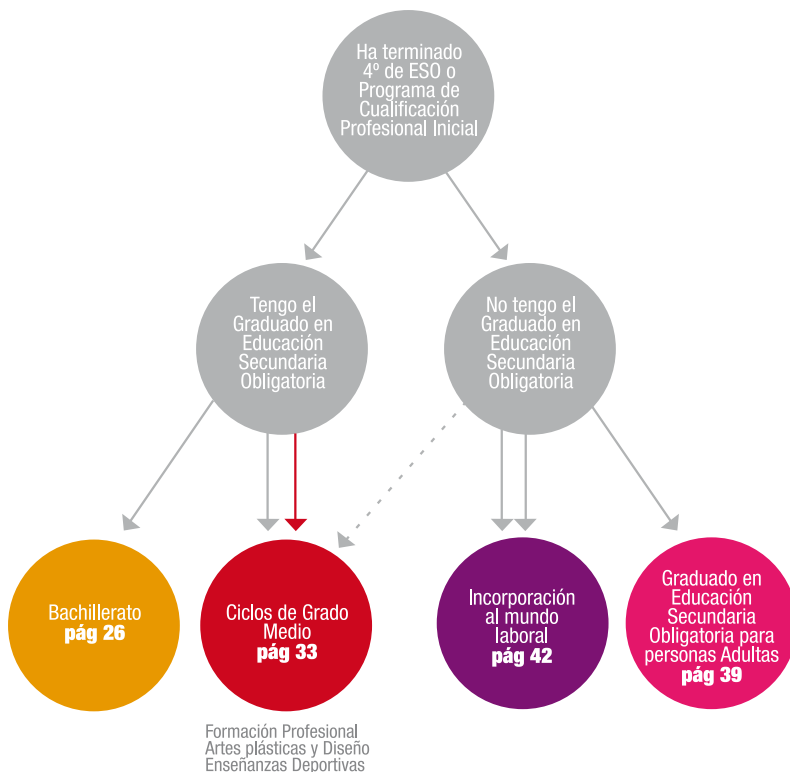 Ha terminado
4º de ESO o
Programa de
Cualificación
Profesional Inicial
Tengo el
Graduado en
Educación
Secundaria
Obligatoria
No tengo el
Graduado en
Educación
Secundaria
Obligatoria
Bachillerato
pág 26
Ciclos de Grado
Medio
pág 33
Incorporación
al mundo
laboral
pág 42
Graduado en
Educación
Secundaria
Obligatoria para
personas Adultas
pág 39
Formación Profesional
Artes plásticas y Diseño
Enseñanzas Deportivas